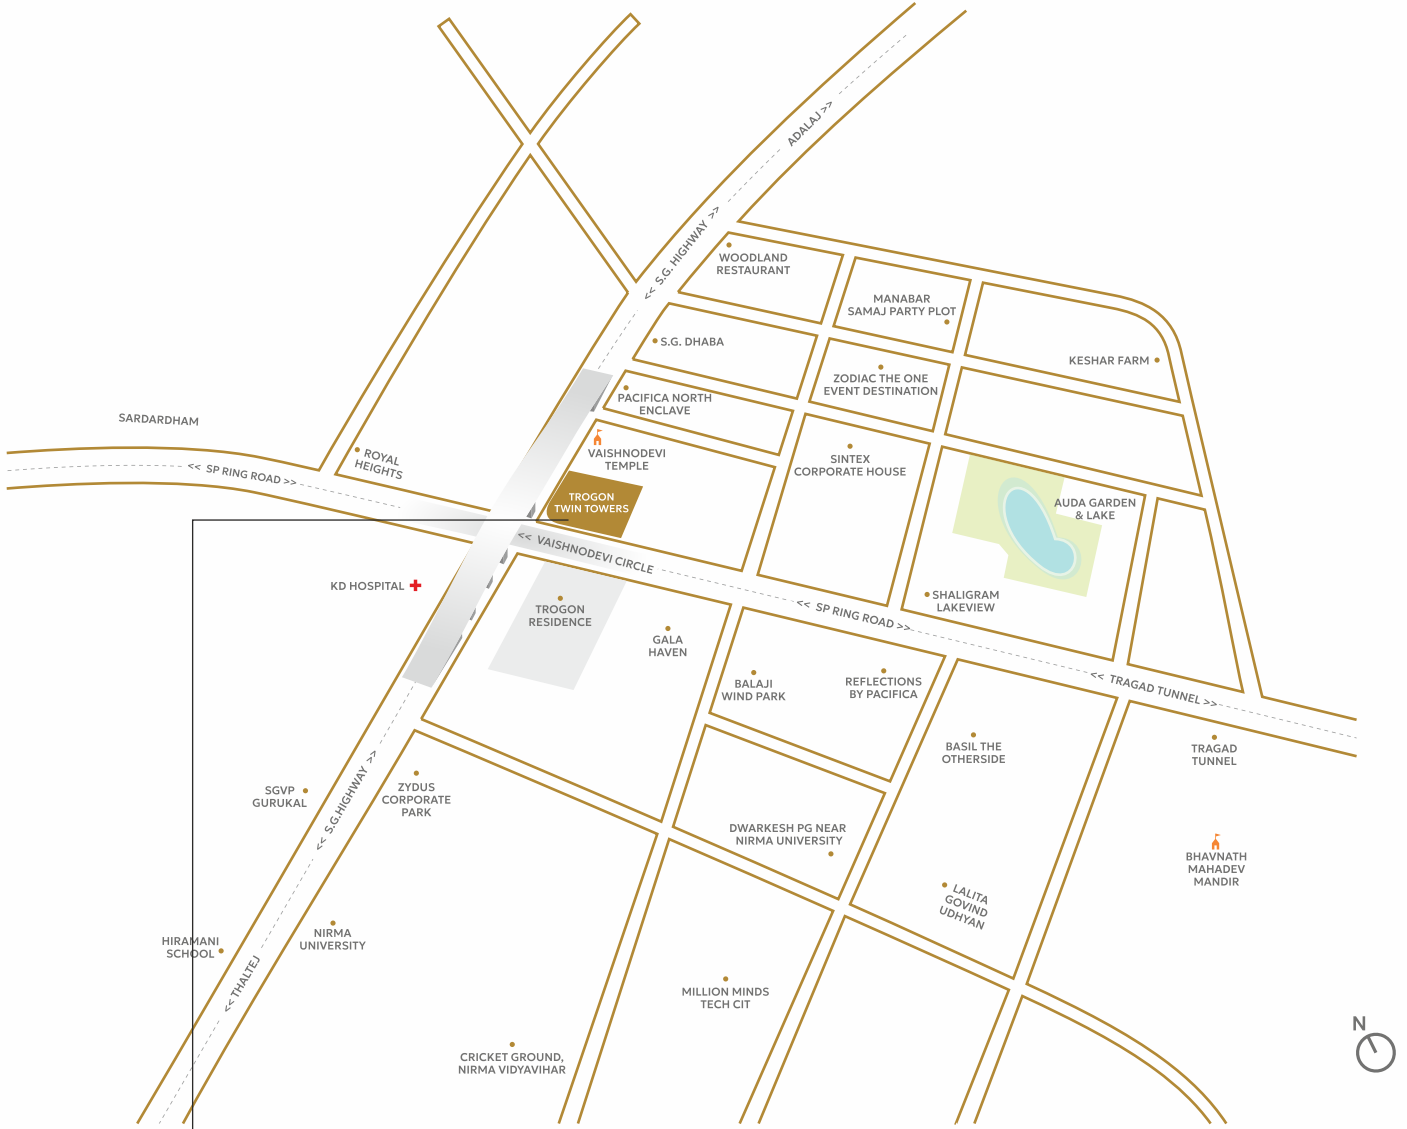 ADALAJ >>
<< S.G. HIGHWAY >>
WOODLAND
RESTAURANT
MANABAR
SAMAJ PARTY PLOT
S.G. DHABA
KESHAR FARM
ZODIAC THE ONE
EVENT DESTINATION
PACIFICA NORTH
ENCLAVE
SARDARDHAM
VAISHNODEVI
TEMPLE
ROYAL
HEIGHTS
<< SP RING ROAD >>
SINTEX
CORPORATE HOUSE
TROGON
TWIN TOWERS
AUDA GARDEN
& LAKE
<< VAISHNODEVI CIRCLE
KD HOSPITAL
TROGON
RESIDENCE
<< SP RING ROAD >>
SHALIGRAM
LAKEVIEW
GALA
HAVEN
BALAJI
WIND PARK
REFLECTIONS
BY PACIFICA
<< TRAGAD TUNNEL >>
BASIL THE
OTHERSIDE
TRAGAD
TUNNEL
SGVP
GURUKAL
<< S.G.HIGHWAY >>
ZYDUS
CORPORATE
PARK
DWARKESH PG NEAR
NIRMA UNIVERSITY
BHAVNATH
MAHADEV
MANDIR
LALITA
GOVIND
UDHYAN
HIRAMANI
SCHOOL
NIRMA
UNIVERSITY
<< THALTEJ
MILLION MINDS
TECH CIT
CRICKET GROUND,
NIRMA VIDYAVIHAR
N